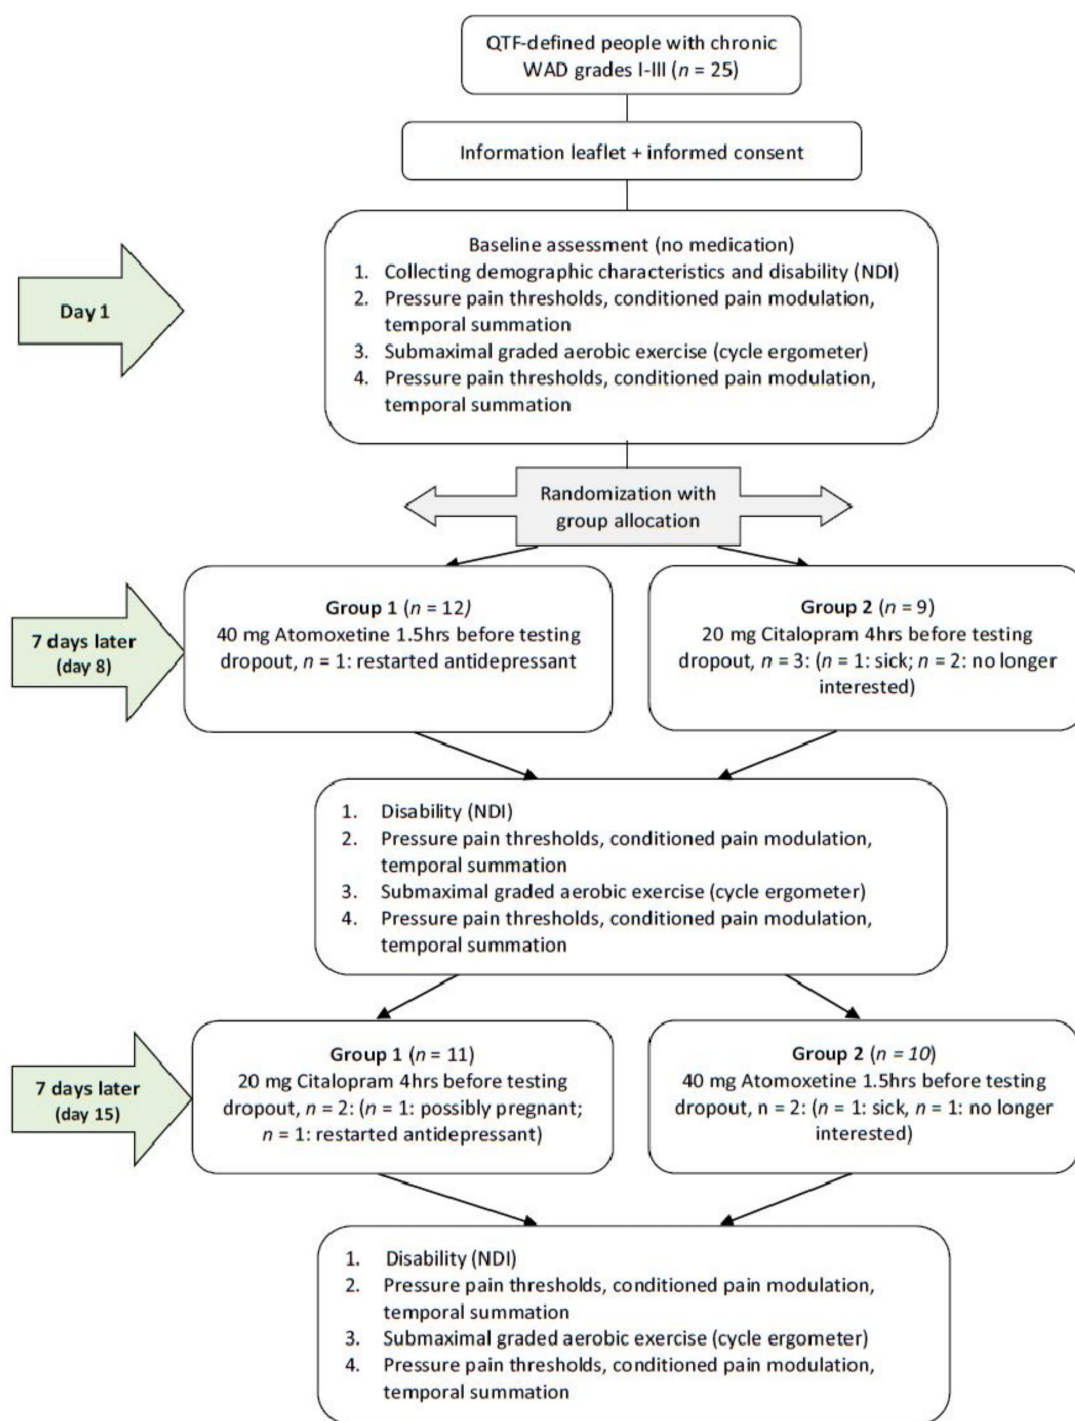 QTF-defined people with chronic
WAD grades I-III (n = 25)
Information leaflet + informed consent
Day 1
Baseline assessment (no medication)
1. Collecting demographic characteristics and disability (NDI)
2. Pressure pain thresholds, conditioned pain modulation,
temporal summation
3. Submaximal graded aerobic exercise (cycle ergometer)
4. Pressure pain thresholds, conditioned pain modulation,
temporal summation
Randomization with
group allocation
7 days later
(day 8)
Group 1 (n = 12)
40 mg Atomoxetine 1.5hrs before testing
dropout, n = 1: restarted antidepressant
Group 2 (n = 9)
20 mg Citalopram 4hrs before testing
dropout, n = 3: (n = 1: sick; n = 2: no longer
interested)
1. Disability (NDI)
2. Pressure pain thresholds, conditioned pain modulation,
temporal summation
3. Submaximal graded aerobic exercise (cycle ergometer)
4. Pressure pain thresholds, conditioned pain modulation,
temporal summation
7 days later
(day 15)
Group 1 (n = 11)
20 mg Citalopram 4hrs before testing
dropout, n = 2: (n = 1: possibly pregnant;
n = 1: restarted antidepressant)
Group 2 (n = 10)
40 mg Atomoxetine 1.5hrs before testing
dropout, n = 2: (n = 1: sick, n = 1: no longer
interested)
1. Disability (NDI)
2. Pressure pain thresholds, conditioned pain modulation,
temporal summation
3. Submaximal graded aerobic exercise (cycle ergometer)
4. Pressure pain thresholds, conditioned pain modulation,
temporal summation